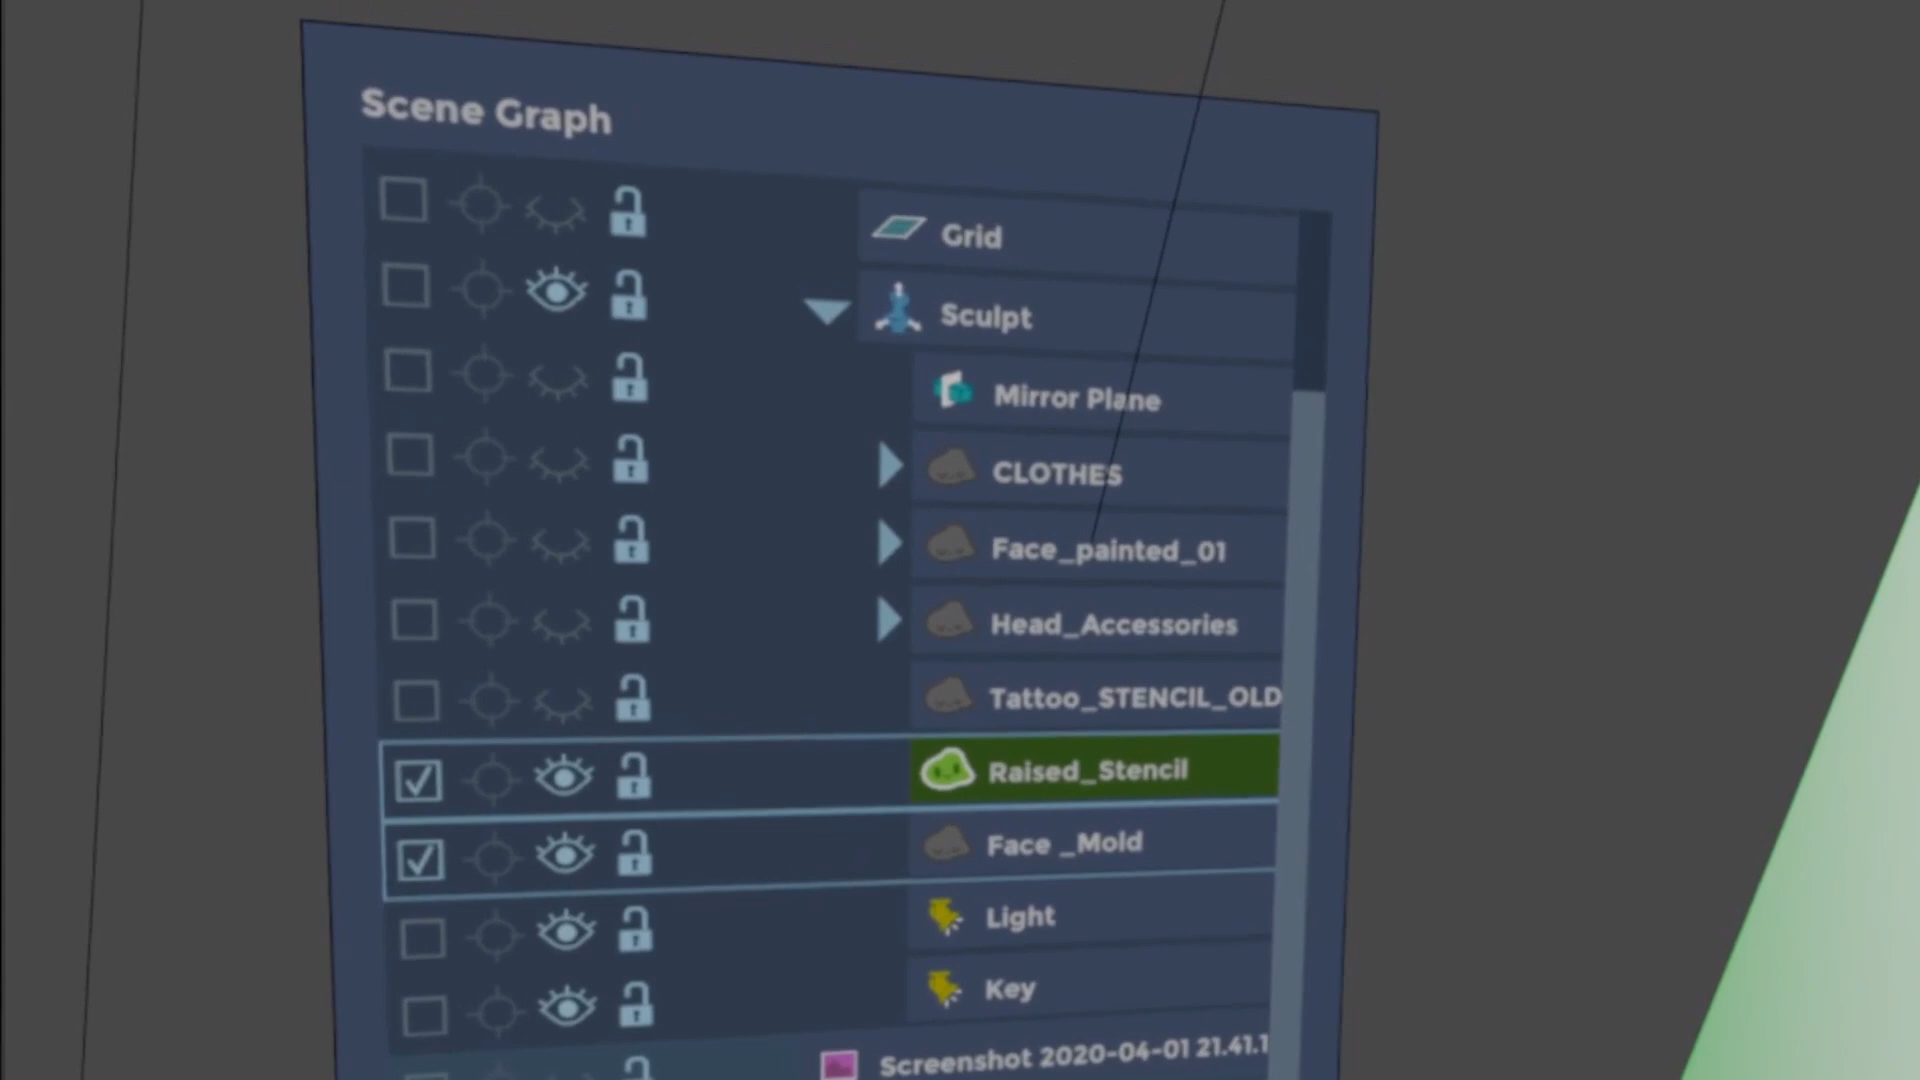 Scene Graph
Grid
Sculpt
Mirror Plane
CLOTHES
Face_painted_01
Head_Accessories
Tattoo_STENCIL_OLD
Raised_Stencil
Face _Mold
Light
Key
Screenshot 2020-04-01 21.41.1